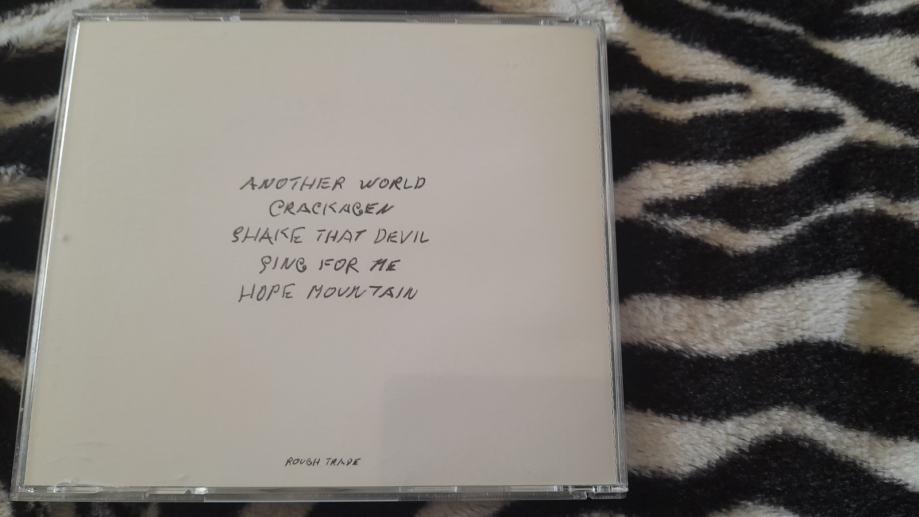 ANOTHER WORLD
CRACKAGEN
SHAKE THAT DEVIL
SING FOR ME
HOPE MOUNTAIN
ROUGH TRADE